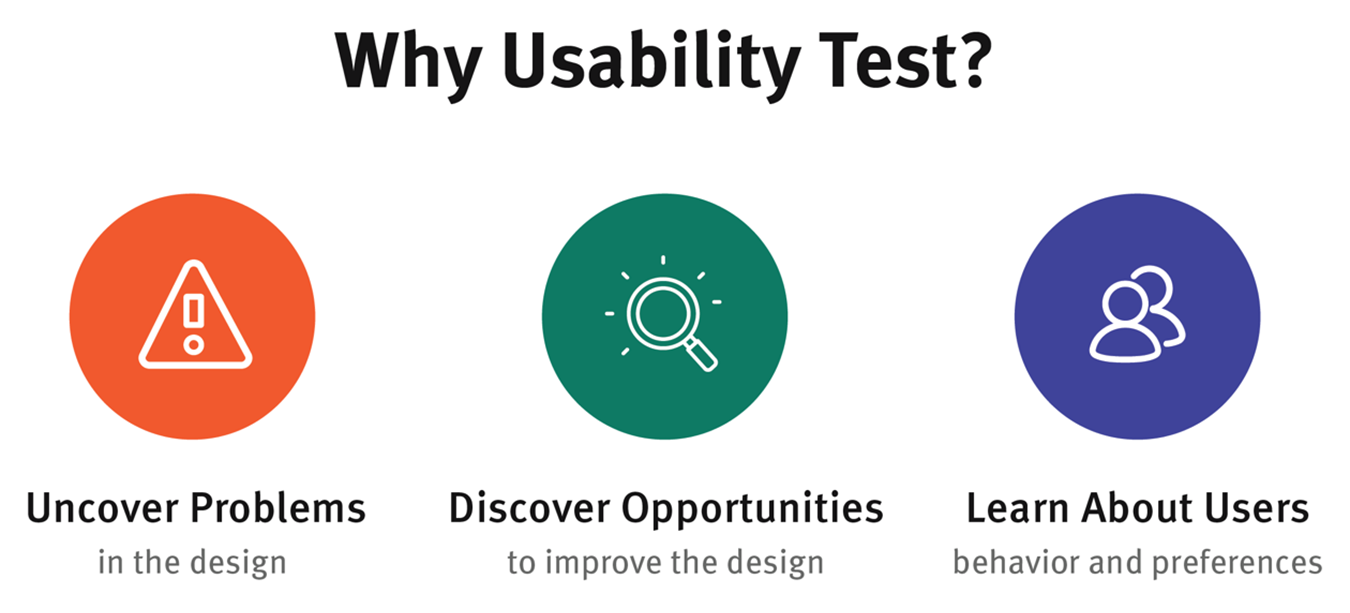 Why Usability Test?
Uncover Problems
in the design
Discover Opportunities
to improve the design
Learn About Users
behavior and preferences